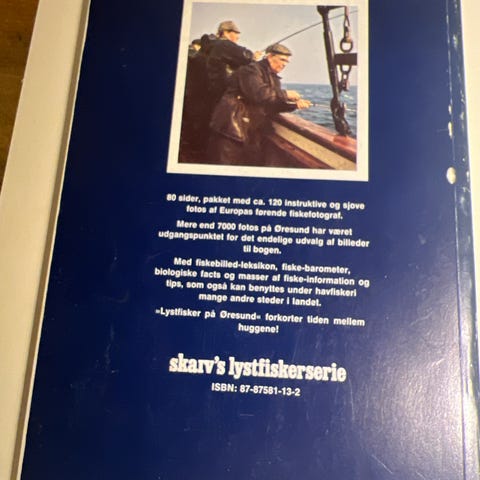 80 sider, pakket med ca. 120 instruktive og sjove
fotos af Europas førende fiskefotograf.
Mere end 7000 fotos på Øresund har været
udgangspunktet for det endelige udvalg af billeder
til bogen.
Med fiskebilled-leksikon, fiske-barometer,
biologiske facts og masser af fiske-information og
tips, som også kan benyttes under havfiskeri
mange andre steder i landet.
»Lystfisker på Øresund« forkorter tiden mellem
huggene!
skarv's lystfiskerserie
ISBN: 87-87581-13-2